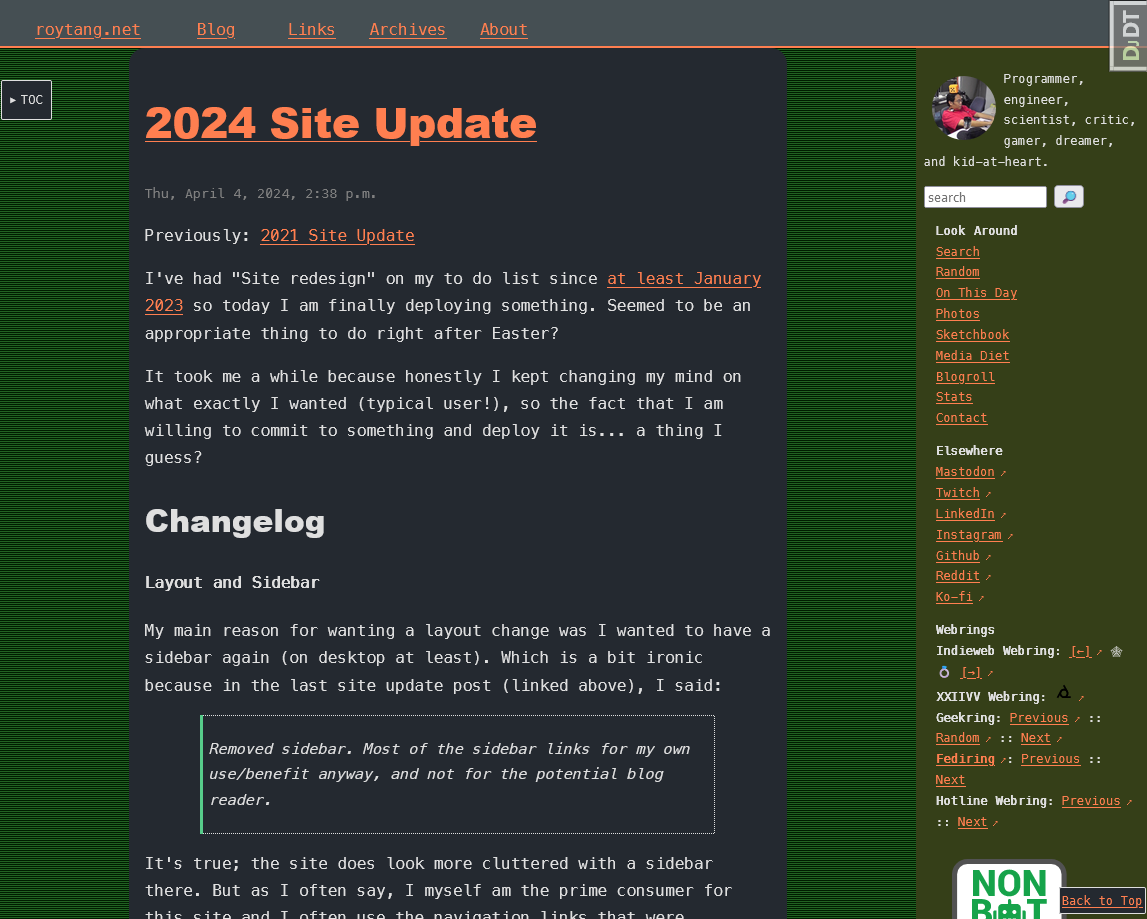 roytang.net Blog Links Archives About
DjDT
▸ TOC
2024 Site Update
Thu, April 4, 2024, 2:38 p.m.
Previously: 2021 Site Update
I've had "Site redesign" on my to do list since at least January
2023 so today I am finally deploying something. Seemed to be an
appropriate thing to do right after Easter?
It took me a while because honestly I kept changing my mind on
what exactly I wanted (typical user!), so the fact that I am
willing to commit to something and deploy it is... a thing I
guess?
Changelog
Layout and Sidebar
My main reason for wanting a layout change was I wanted to have a
sidebar again (on desktop at least). Which is a bit ironic
because in the last site update post (linked above), I said:
Removed sidebar. Most of the sidebar links for my own
use/benefit anyway, and not for the potential blog
reader.
It's true; the site does look more cluttered with a sidebar
there. But as I often say, I myself am the prime consumer for
this site and I often use the navigation links that were
Programmer,
engineer,
scientist, critic,
gamer, dreamer,
and kid-at-heart.
search
Look Around
Search
Random
On This Day
Photos
Sketchbook
Media Diet
Blogroll
Stats
Contact
Elsewhere
Mastodon ↗
Twitch ↗
LinkedIn ↗
Instagram ↗
Github ↗
Reddit ↗
Ko-fi ↗
Webrings
Indieweb Webring: [←] ↗
[→] ↗
XXIIVV Webring: ↗
Geekring: Previous ↗ ::
Random ↗ :: Next ↗
Fediring ↗: Previous ::
Next
Hotline Webring: Previous ↗
:: Next ↗
NON
BOT
Back to Top